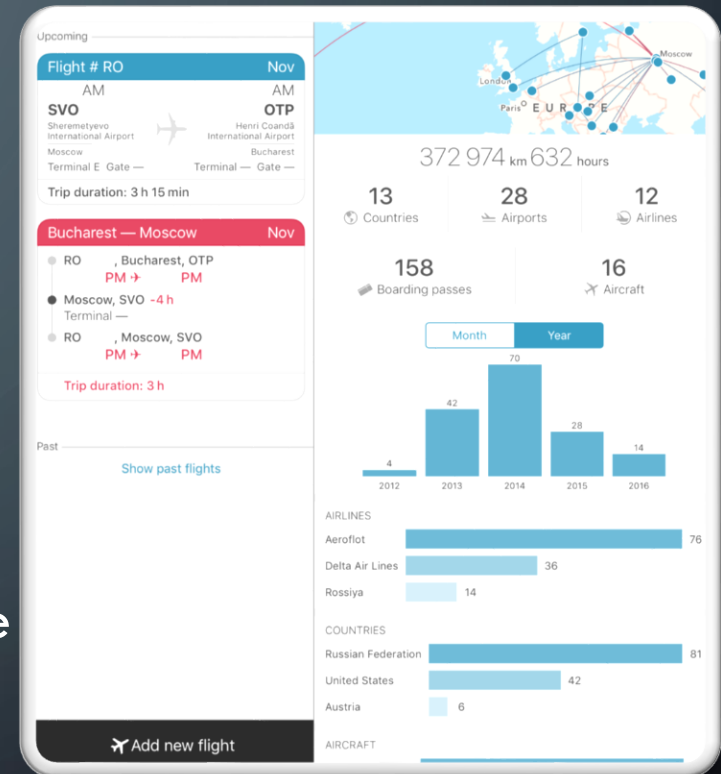 Upcoming
Flight # RO Nov
AM AM
SVO OTP
Sheremetyevo
International Airport
Henri Coandă
International Airport
Moscow Bucharest
Terminal E Gate — Terminal — Gate —
Trip duration: 3 h 15 min
Bucharest — Moscow Nov
RO , Bucharest, OTP
PM PM
Moscow, SVO -4 h
Terminal —
RO , Moscow, SVO
PM PM
Trip duration: 3 h
Past
Show past flights
Add new flight
e
London
Moscow
Paris EUROPE
372 974 km 632 hours
13 28 12
Countries Airports Airlines
158 16
Boarding passes Aircraft
Month Year
70
42
28
14
4
2012 2013 2014 2015 2016
AIRLINES
Aeroflot 76
Delta Air Lines 36
Rossiya 14
COUNTRIES
Russian Federation 81
United States 42
Austria 6
AIRCRAFT